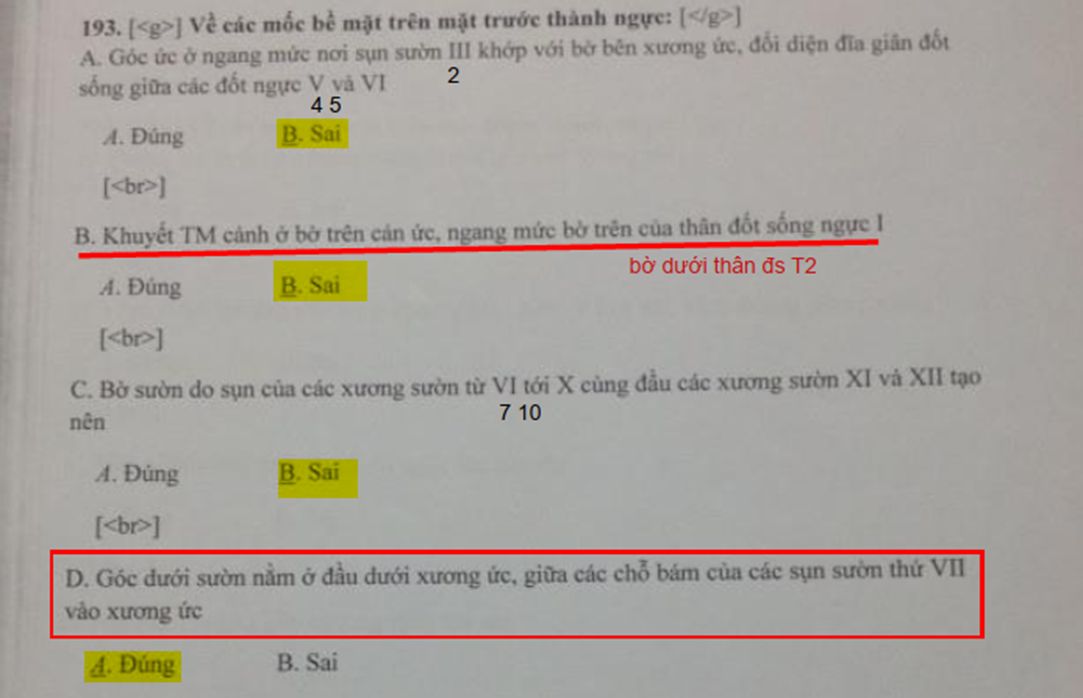 193. [<g>] Về các mốc bề mặt trên mặt trước thành ngực: [</g>]
A. Góc ức ở ngang mức nơi sụn sườn III khớp với bờ bên xương ức, đối diện đĩa gian đốt
2
sống giữa các đốt ngực V và VI
4 5
A. Đúng B. Sai
[<br>]
B. Khuyết TM cảnh ở bờ trên cán ức, ngang mức bờ trên của thân đốt sống ngực I
bờ dưới thân đs T2
A. Đúng B. Sai
[<br>]
C. Bờ sườn do sụn của các xương sườn từ VI tới X cùng đầu các xương sườn XI và XII tạo
7 10
nên
A. Đúng B. Sai
[<br>]
D. Góc dưới sườn nằm ở đầu dưới xương ức, giữa các chỗ bám của các sụn sườn thứ VII
vào xương ức
A. Đúng B. Sai